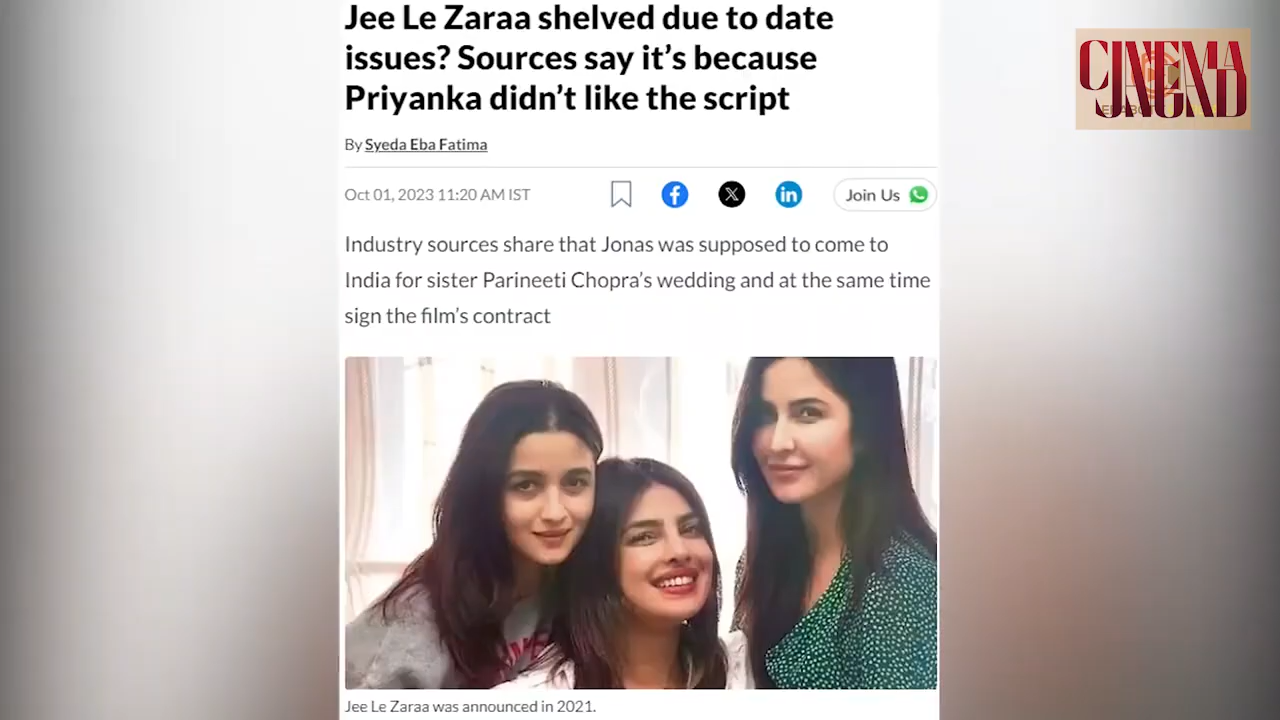 Jee Le Zaraa shelved due to date
issues? Sources say it's because
Priyanka didn't like the script
By Syeda Eba Fatima
Oct 01, 2023 11:20 AM IST
Join Us
Industry sources share that Jonas was supposed to come to
India for sister Parineeti Chopra's wedding and at the same time
sign the film's contract
Jee Le Zaraa was announced in 2021.
CINEMA